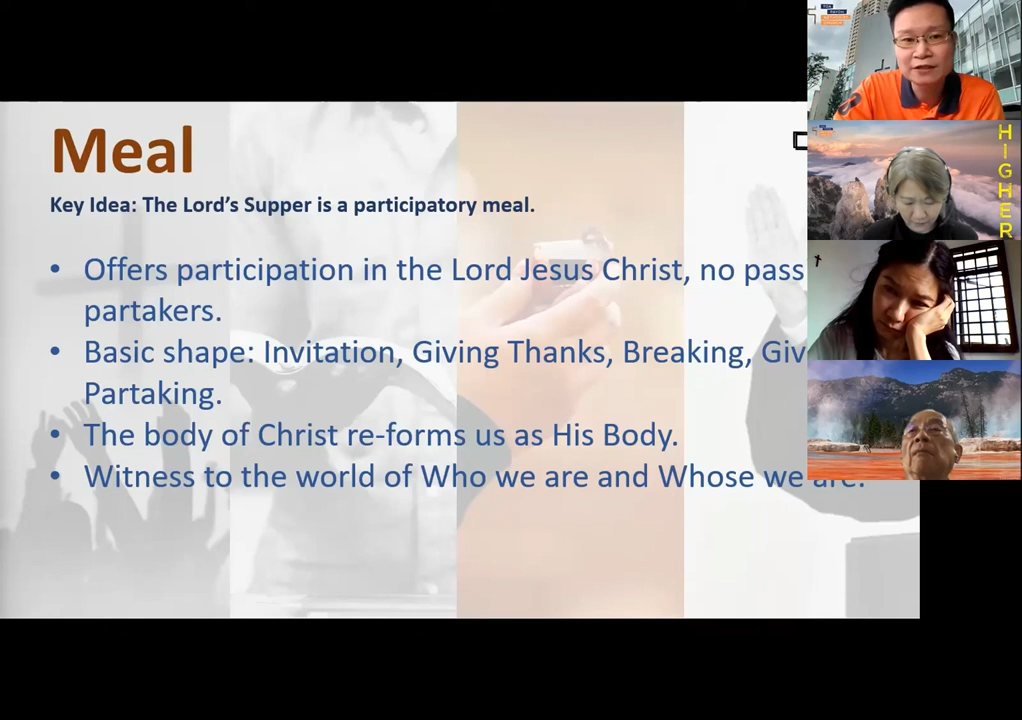 Meal
Key Idea: The Lord's Supper is a participatory meal.
• Offers participation in the Lord Jesus Christ, no pass
partakers.
• Basic shape: Invitation, Giving Thanks, Breaking, Giv
Partaking.
• The body of Christ re-forms us as His Body.
• Witness to the world of Who we are and Whose we are.
HIGHER